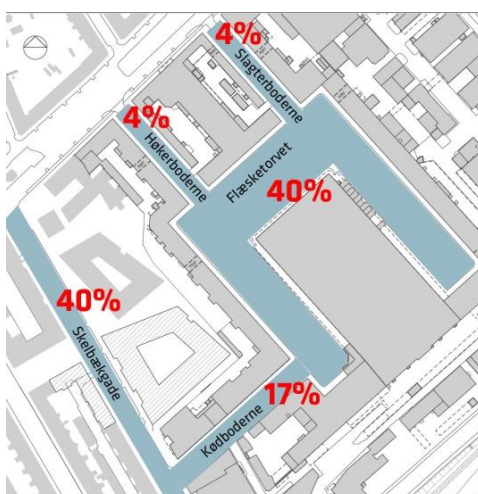 4%
Slagterboderne
4%
Høkerboderne
Flæsketorvet
40%
40%
Skelbækgade
17%
Kødboderne